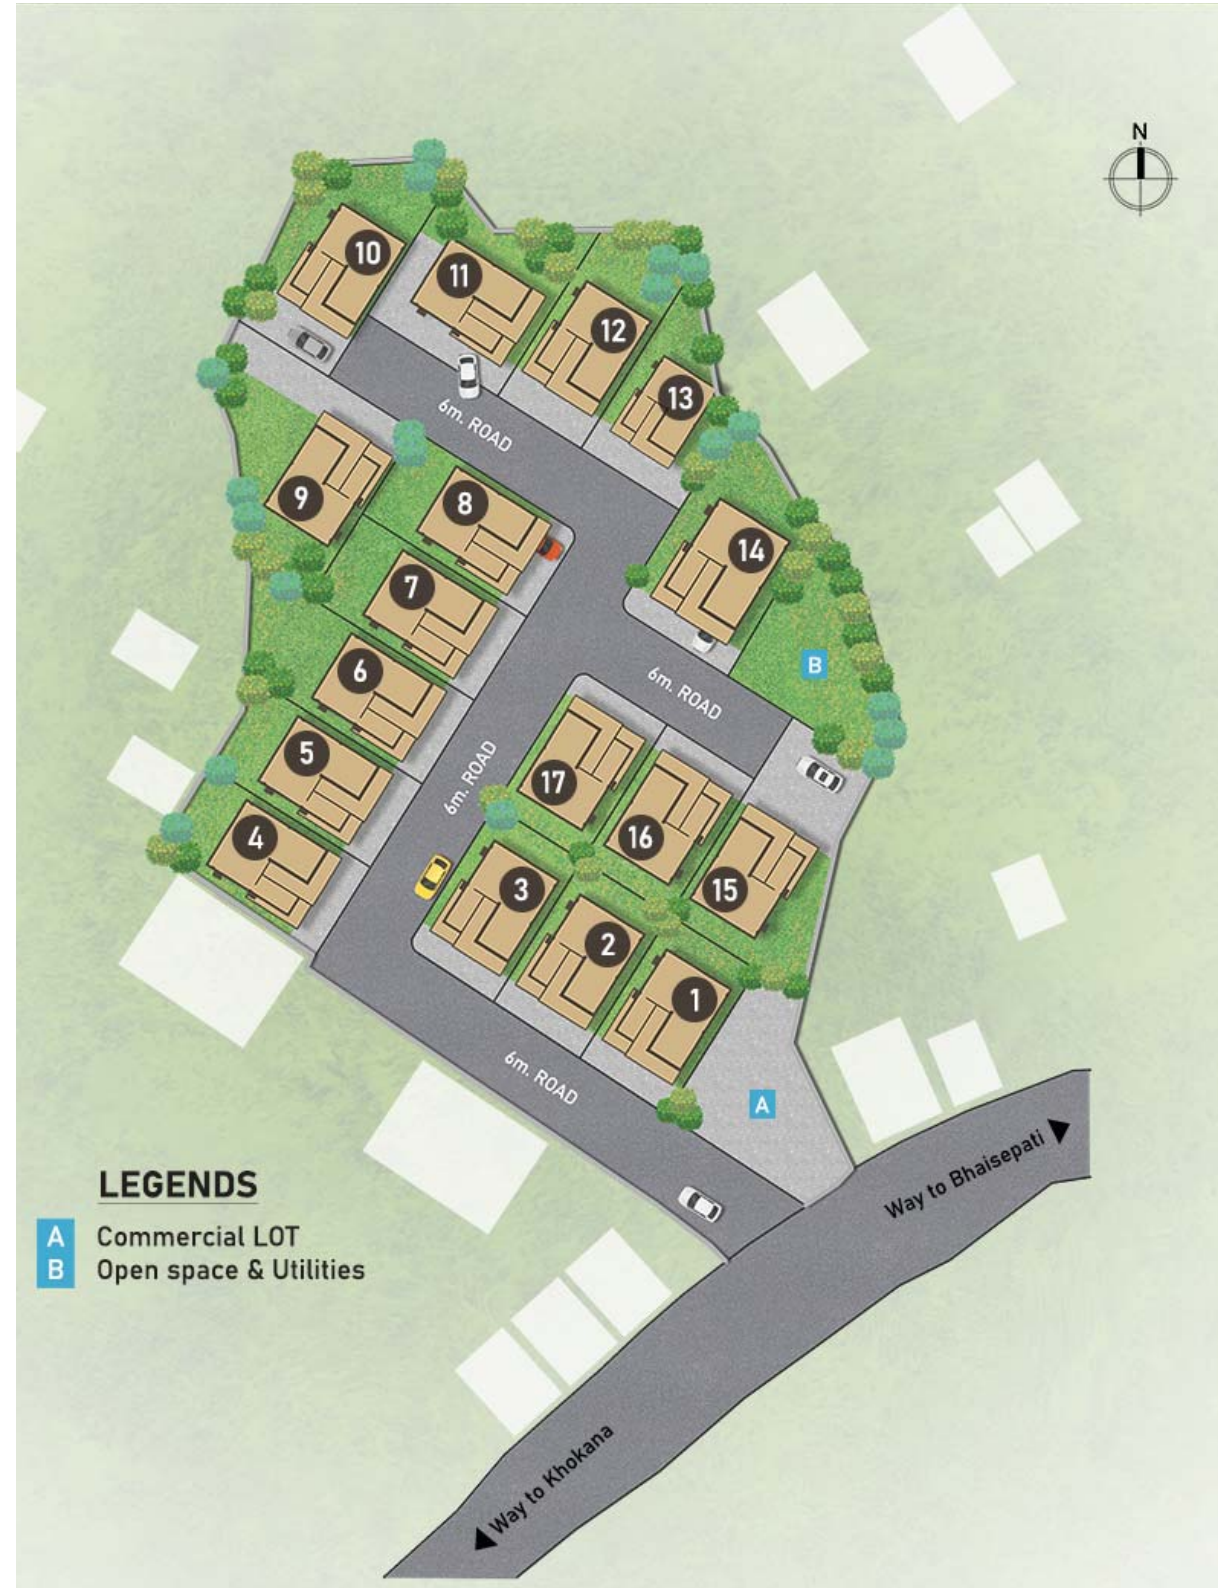 N
10
11
12
13
6m. ROAD
9
8
14
7
B
6
6m. ROAD
5
6m. ROAD
17
4
16
3
15
2
1
6m. ROAD
A
Way to Bhaisepati
LEGENDS
A Commercial LOT
B Open space & Utilities
Way to Khokana